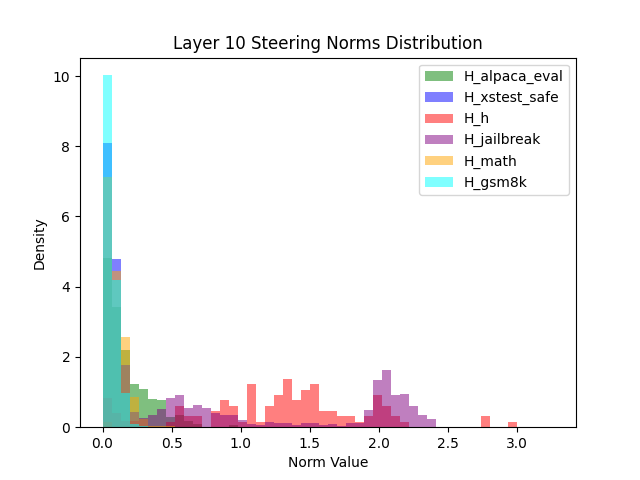 Layer 10 Steering Norms Distribution
H_alpaca_eval
H_xstest_safe
H_h
H_jailbreak
H_math
H_gsm8k
Density
10
8
6
4
2
0
0.0 0.5 1.0 1.5 2.0 2.5 3.0
Norm Value